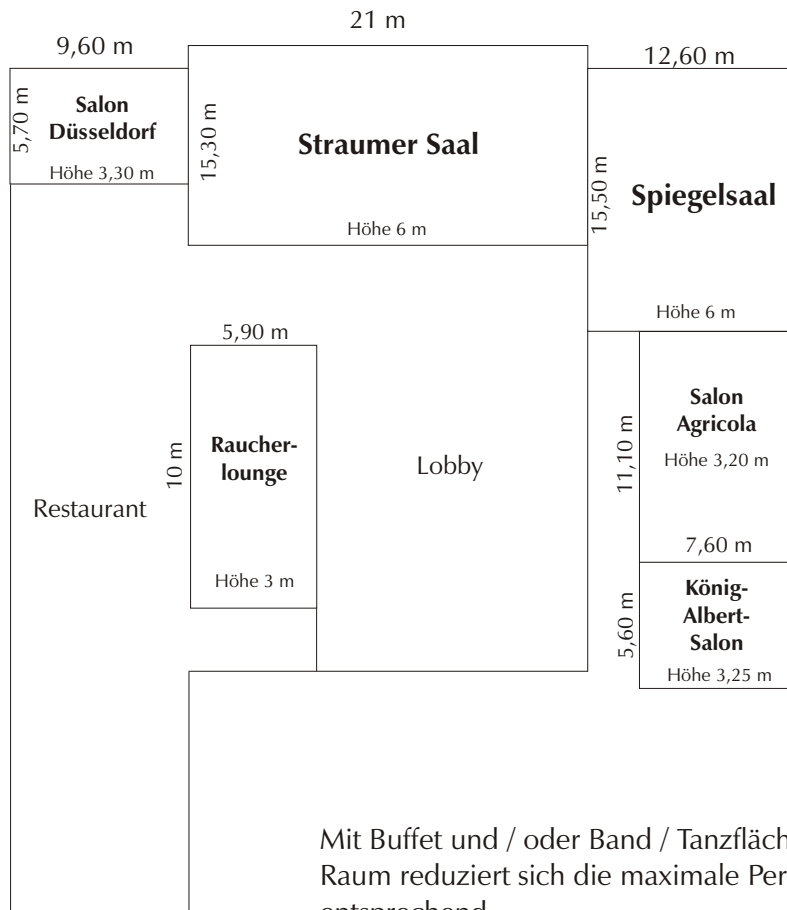 21 m
9,60 m
12,60 m
5,70 m
Salon
Düsseldorf
Höhe 3,30 m
15,30 m
Straumer Saal
Höhe 6 m
15,50 m
Spiegelsaal
Höhe 6 m
5,90 m
10 m
Raucher-
lounge
Höhe 3 m
Lobby
Restaurant
11,10 m
Salon
Agricola
Höhe 3,20 m
7,60 m
5,60 m
König-
Albert-
Salon
Höhe 3,25 m
Mit Buffet und / oder Band / Tanzfläch
Raum reduziert sich die maximale Per
entsprechend